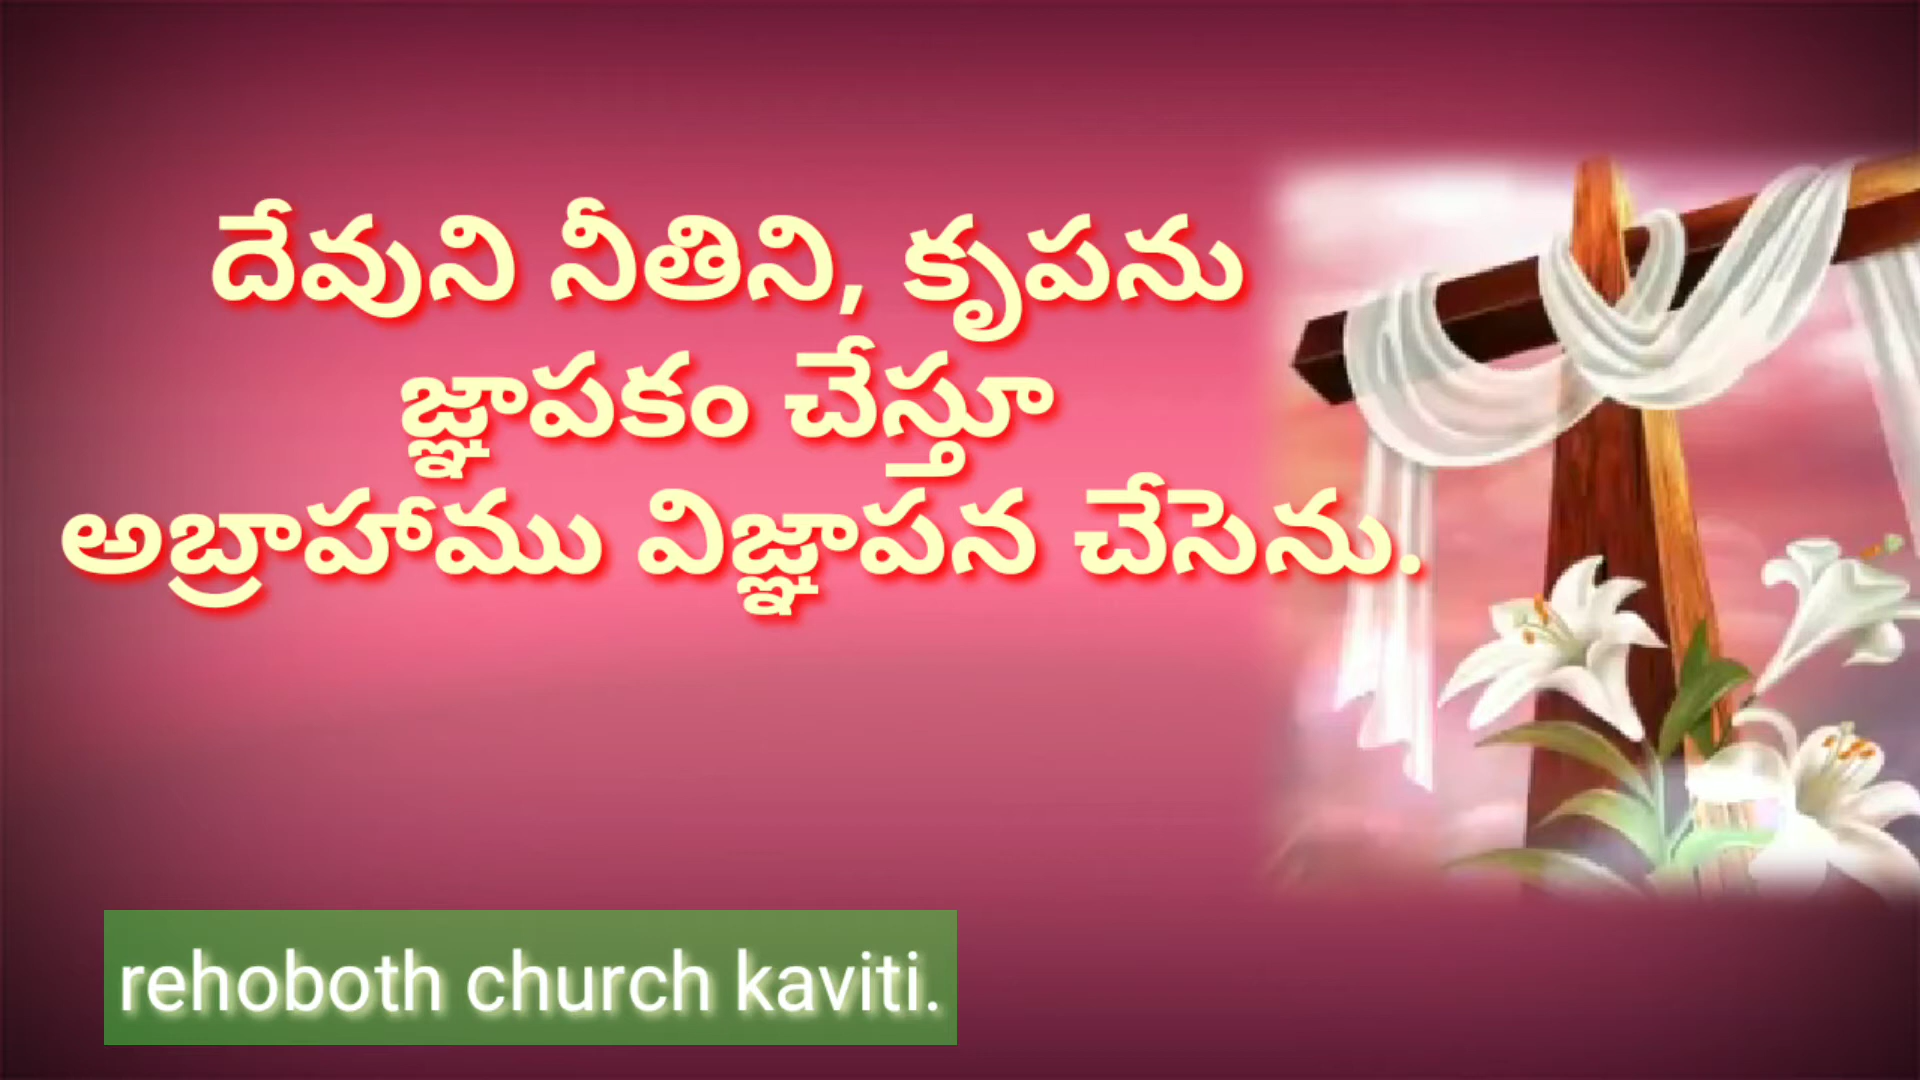 దేవుని నీతిని, కృపను
జ్ఞాపకం చేస్తూ
అబ్రాహాము విజ్ఞాపన చేసెను.
rehoboth church kaviti.